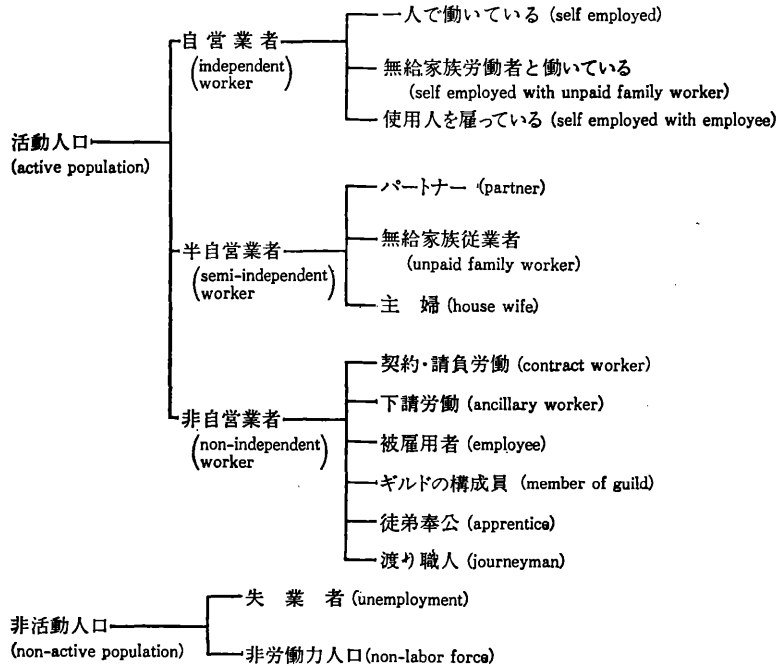 自営業者
(independent worker)
一人で働いている (self employed)
無給家族労働者と働いている
(self employed with unpaid family worker)
使用人を雇っている (self employed with employee)
活動人口
(active population)
半自営業者
(semi-independent worker)
パートナー (partner)
無給家族従業者
(unpaid family worker)
主 婦 (house wife)
非自営業者
(non-independent worker)
契約・請負労働 (contract worker)
下請労働 (ancillary worker)
被雇用者 (employee)
ギルドの構成員 (member of guild)
徒弟奉公 (apprentice)
渡り職人 (journeyman)
非活動人口
(non-active population)
失 業 者 (unemployment)
非労働力人口 (non-labor force)